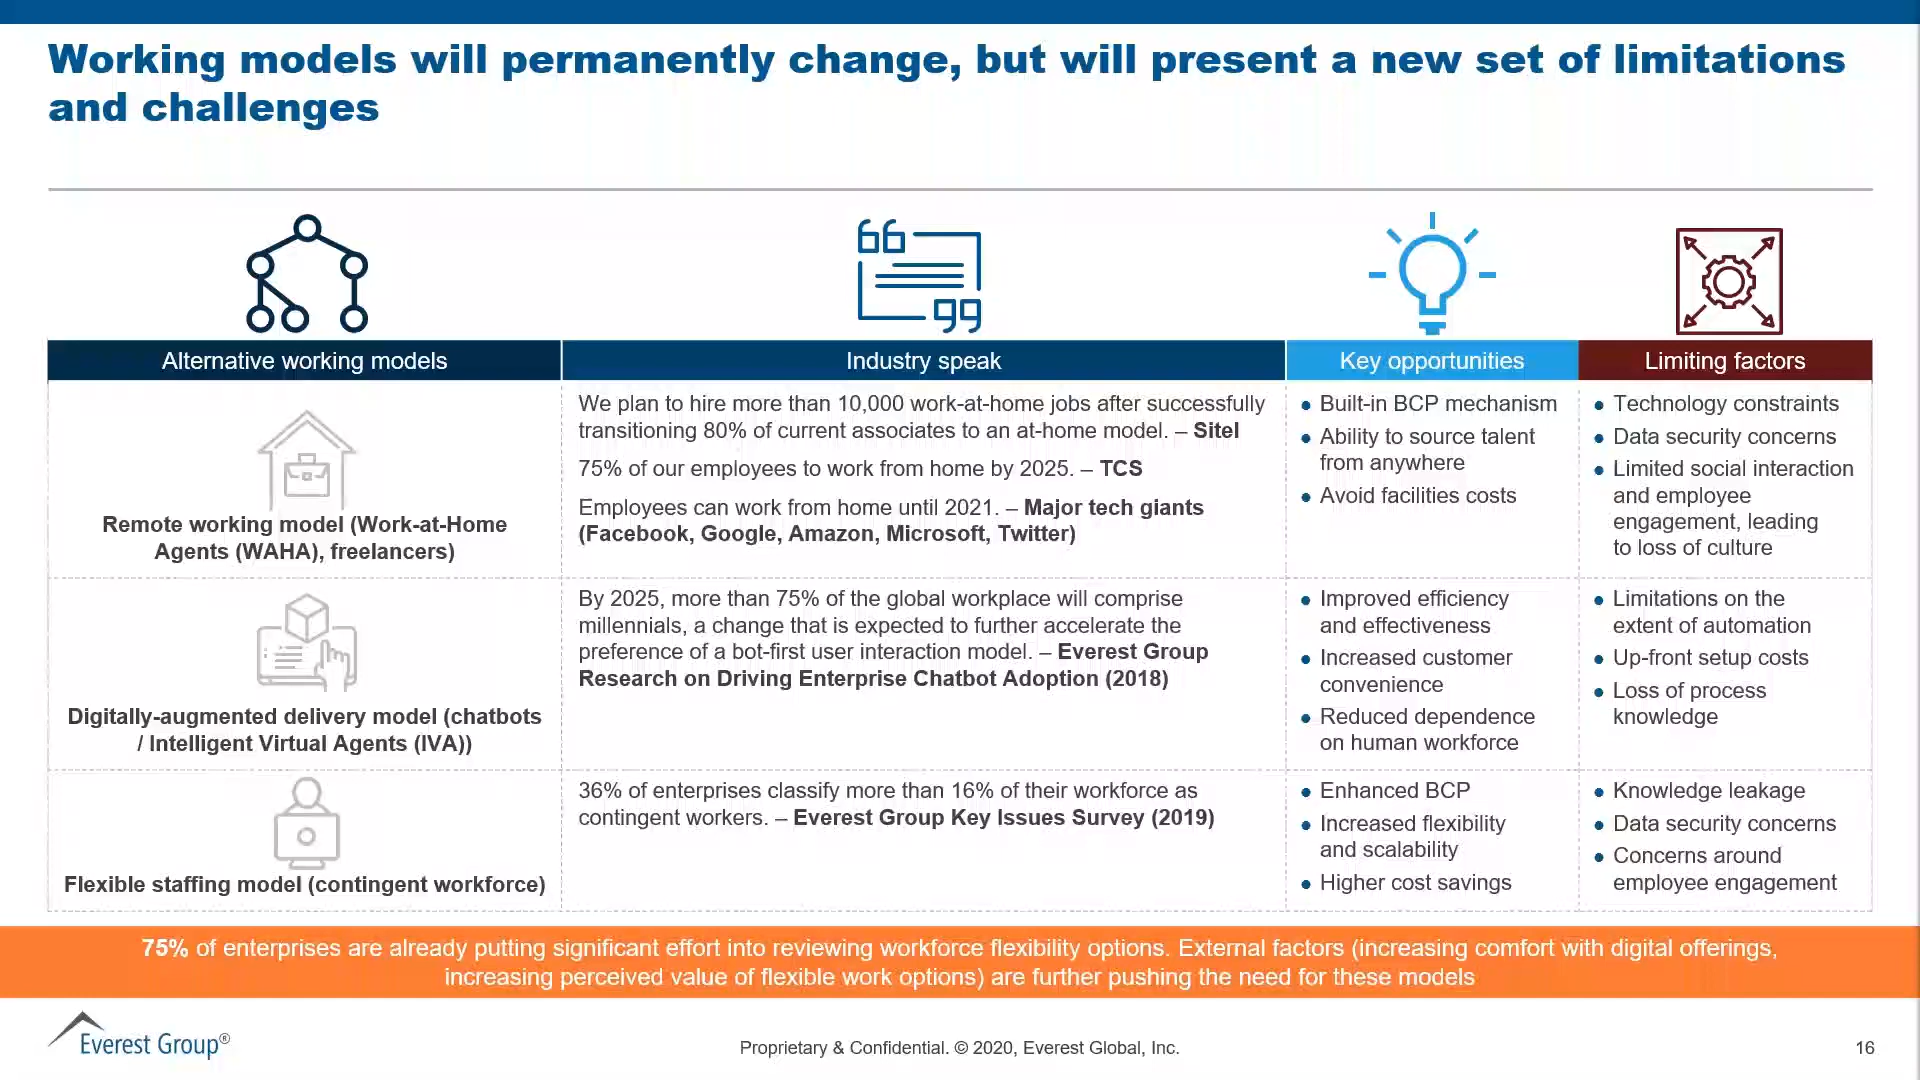 Working models will permanently change, but will present a new set of limitations
and challenges
Alternative working models
Industry speak
Key opportunities
Limiting factors
Remote working model (Work-at-Home
Agents (WAHA), freelancers)
We plan to hire more than 10,000 work-at-home jobs after successfully
transitioning 80% of current associates to an at-home model. – Sitel
75% of our employees to work from home by 2025. – TCS
Employees can work from home until 2021. – Major tech giants
(Facebook, Google, Amazon, Microsoft, Twitter)
● Built-in BCP mechanism
● Ability to source talent
from anywhere
● Avoid facilities costs
● Technology constraints
● Data security concerns
● Limited social interaction
and employee
engagement, leading
to loss of culture
Digitally-augmented delivery model (chatbots
/ Intelligent Virtual Agents (IVA))
By 2025, more than 75% of the global workplace will comprise
millennials, a change that is expected to further accelerate the
preference of a bot-first user interaction model. – Everest Group
Research on Driving Enterprise Chatbot Adoption (2018)
● Improved efficiency
and effectiveness
● Increased customer
convenience
● Reduced dependence
on human workforce
● Limitations on the
extent of automation
● Up-front setup costs
● Loss of process
knowledge
Flexible staffing model (contingent workforce)
36% of enterprises classify more than 16% of their workforce as
contingent workers. – Everest Group Key Issues Survey (2019)
● Enhanced BCP
● Increased flexibility
and scalability
● Higher cost savings
● Knowledge leakage
● Data security concerns
● Concerns around
employee engagement
75% of enterprises are already putting significant effort into reviewing workforce flexibility options. External factors (increasing comfort with digital offerings,
increasing perceived value of flexible work options) are further pushing the need for these models
Everest Group®
Proprietary & Confidential. © 2020, Everest Global, Inc.
16